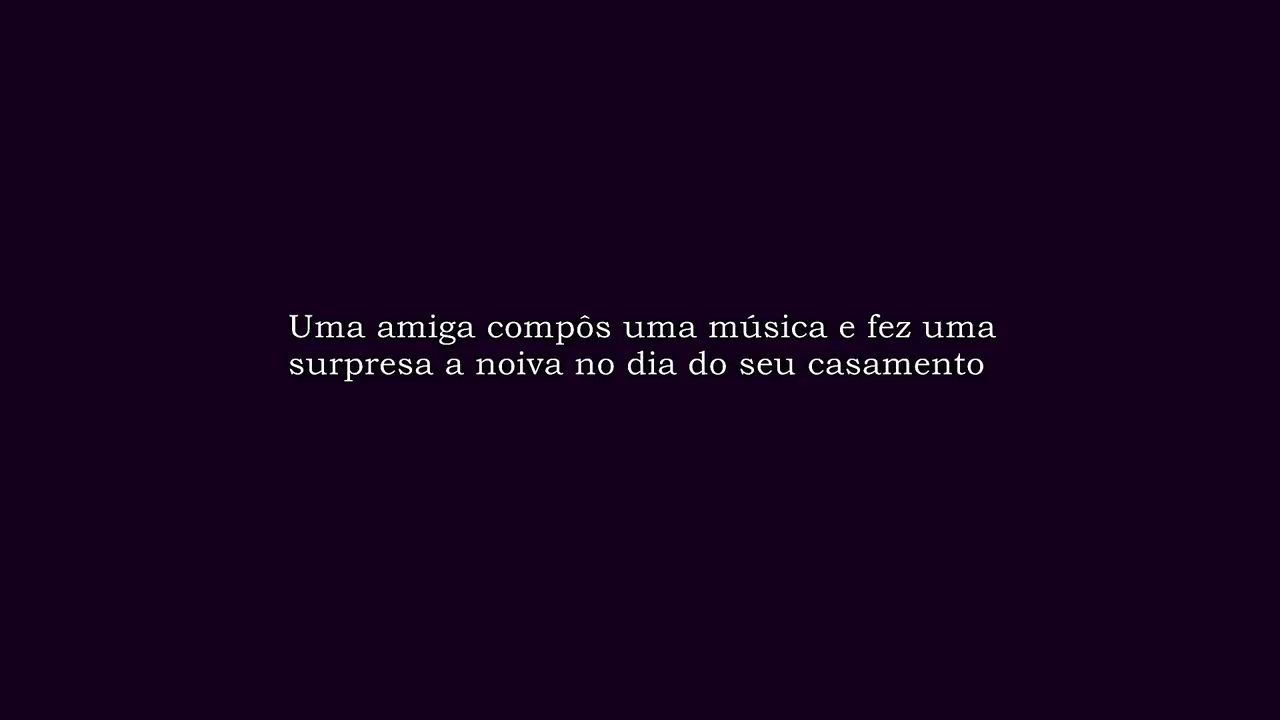 Uma amiga compôs uma música e fez uma
surpresa a noiva no dia do seu casamento